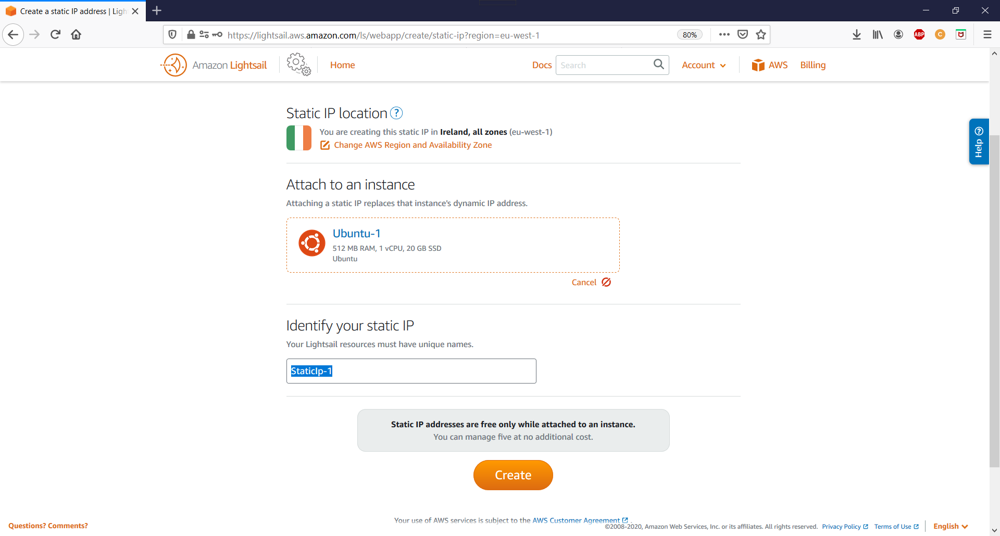 Create a static IP address | Ligh
https://lightsail.aws.amazon.com/ls/webapp/create/static-ip?region=eu-west-1
80%
ABP
C
Amazon Lightsail
Home
Docs
Search
Account
AWS
Billing
Static IP location ?
You are creating this static IP in Ireland, all zones (eu-west-1)
Change AWS Region and Availability Zone
Help ?
Attach to an instance
Attaching a static IP replaces that instance's dynamic IP address.
Ubuntu-1
512 MB RAM, 1 vCPU, 20 GB SSD
Ubuntu
Cancel
Identify your static IP
Your Lightsail resources must have unique names.
StaticIp-1
Static IP addresses are free only while attached to an instance.
You can manage five at no additional cost.
Create
Your use of AWS services is subject to the AWS Customer Agreement .
Questions? Comments?
©2008-2020, Amazon Web Services, Inc. or its affiliates. All rights reserved.
Privacy Policy
Terms of Use
English